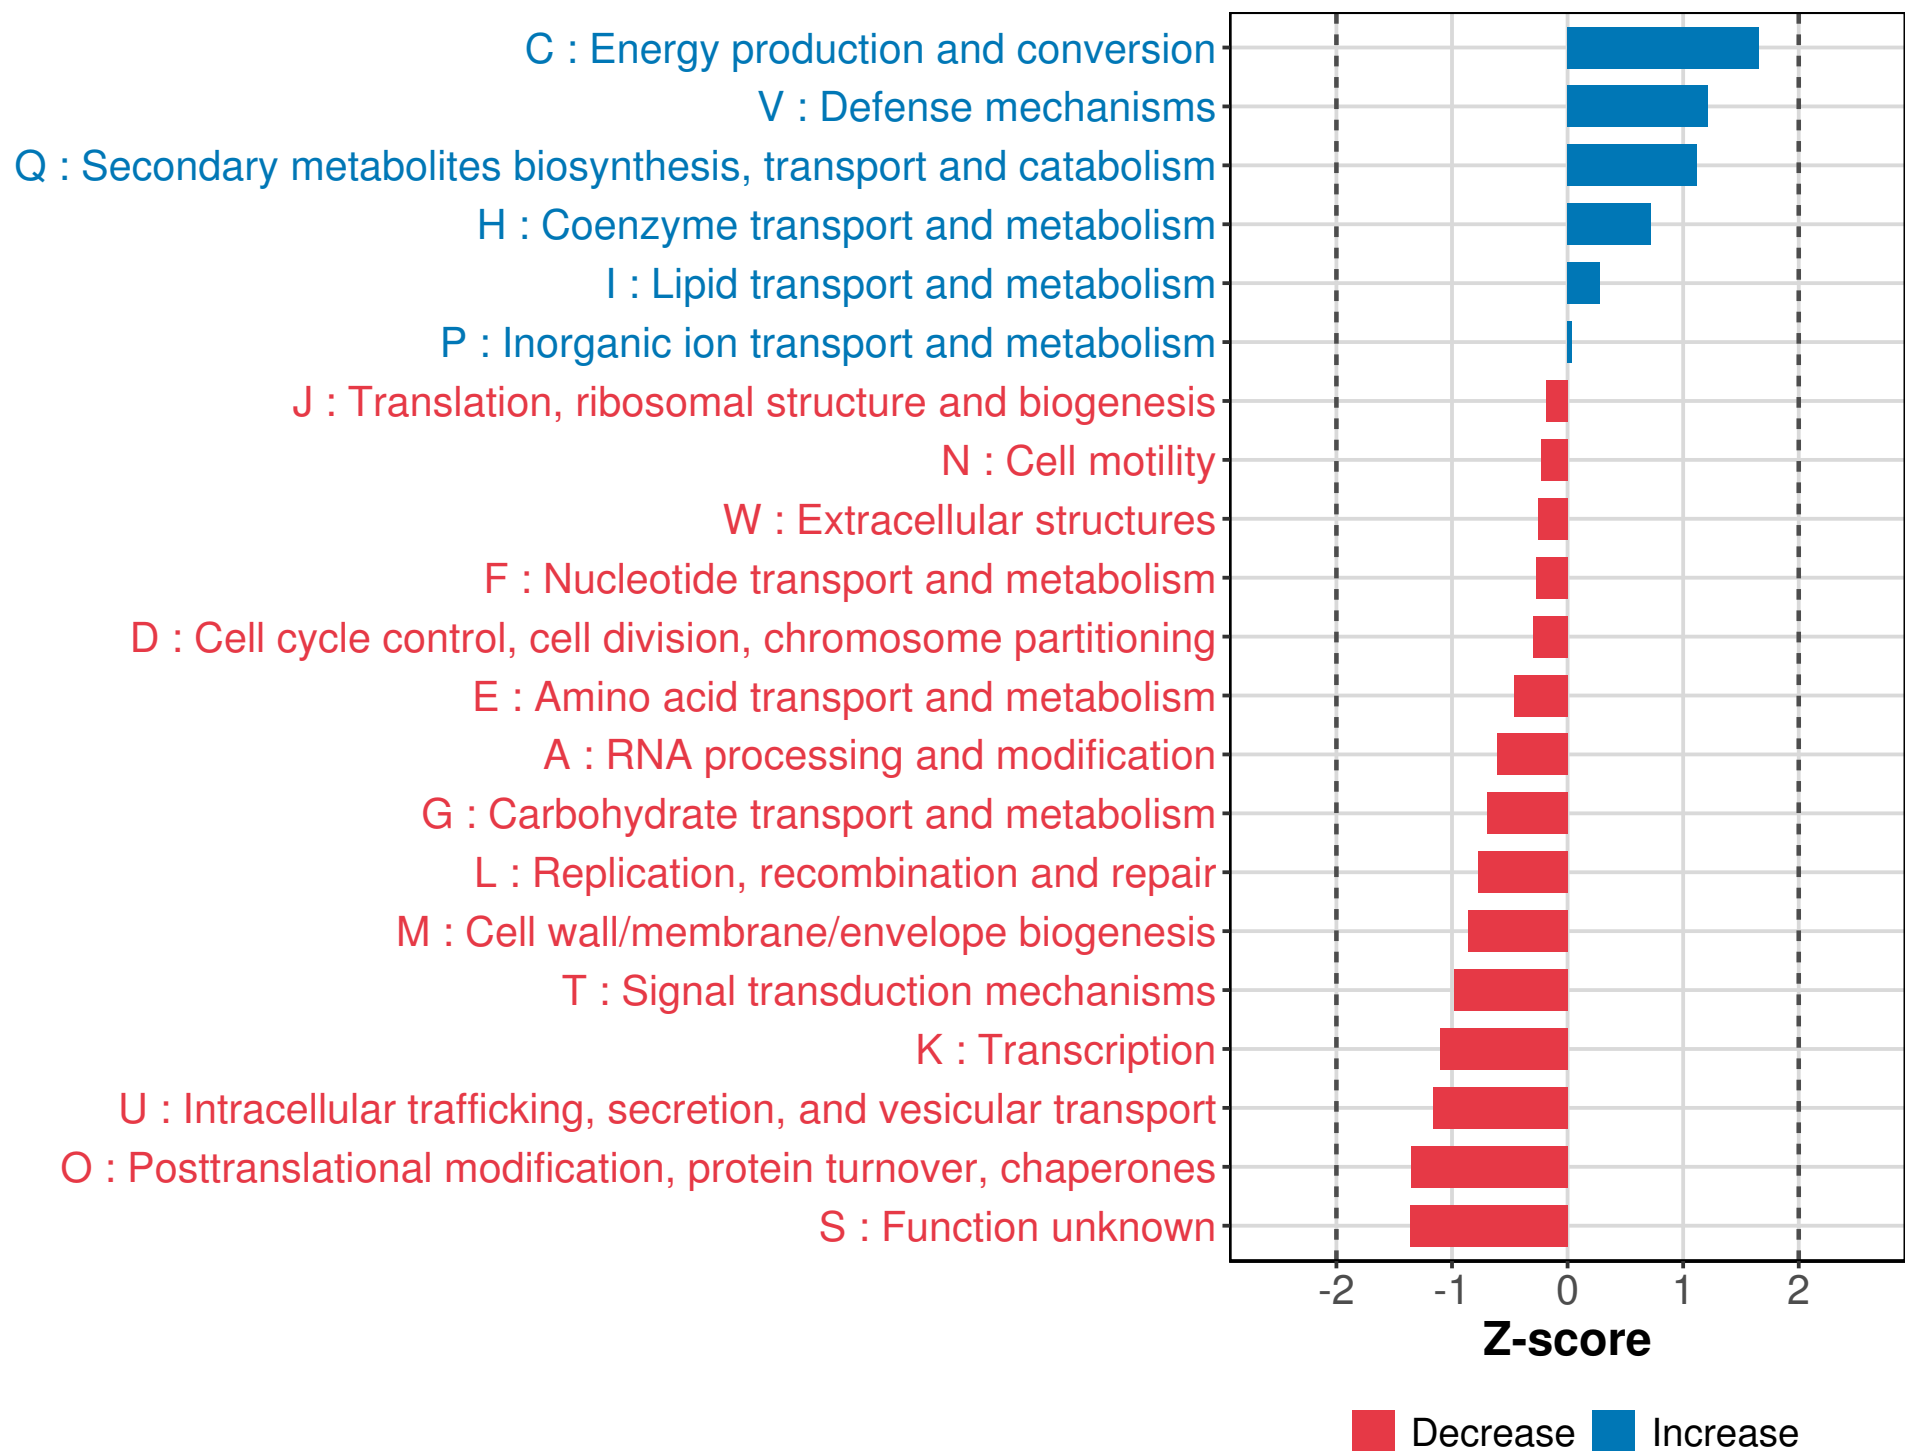 C : Energy production and conversion
V : Defense mechanisms
Q : Secondary metabolites biosynthesis, transport and catabolism
H : Coenzyme transport and metabolism
I : Lipid transport and metabolism
P : Inorganic ion transport and metabolism
J : Translation, ribosomal structure and biogenesis
N : Cell motility
W : Extracellular structures
F : Nucleotide transport and metabolism
D : Cell cycle control, cell division, chromosome partitioning
E : Amino acid transport and metabolism
A : RNA processing and modification
G : Carbohydrate transport and metabolism
L : Replication, recombination and repair
M : Cell wall/membrane/envelope biogenesis
T : Signal transduction mechanisms
K : Transcription
U : Intracellular trafficking, secretion, and vesicular transport
O : Posttranslational modification, protein turnover, chaperones
S : Function unknown
-2 -1 0 1 2
Z-score
Decrease Increase